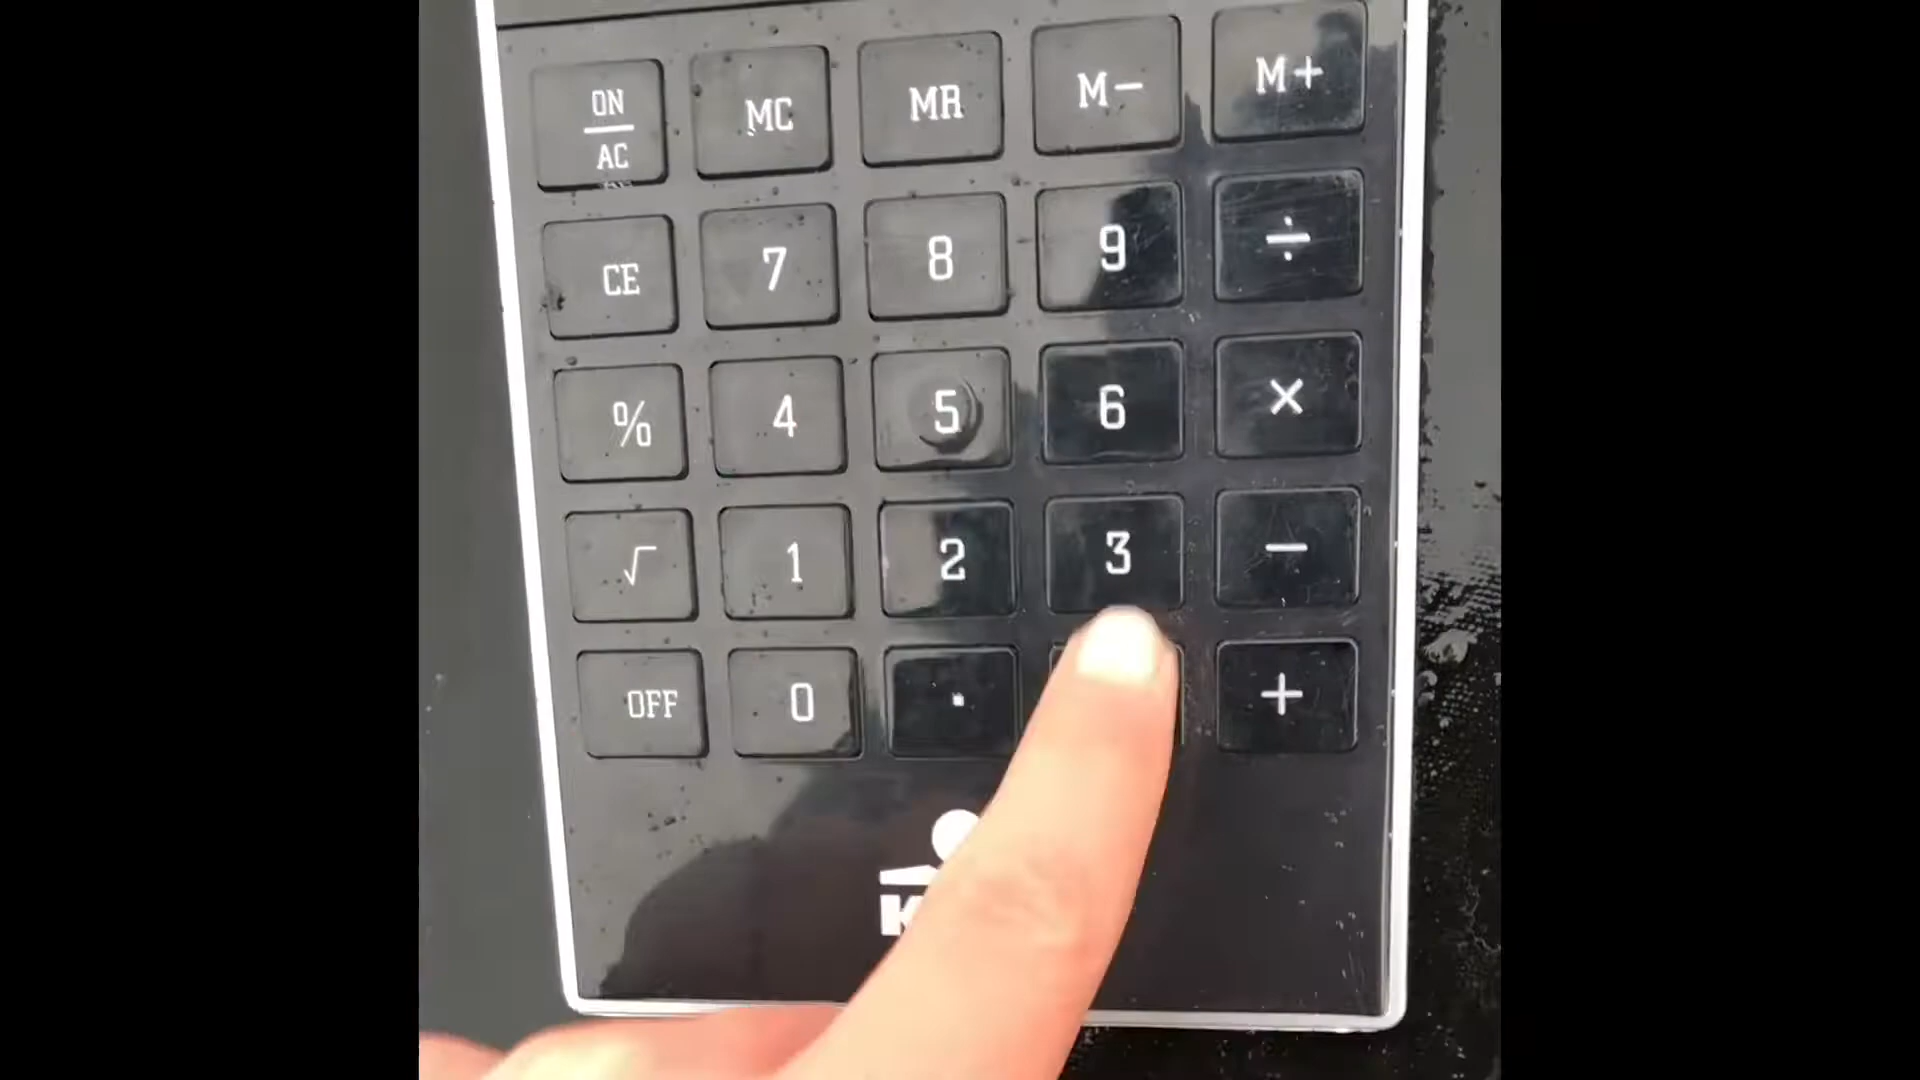 ON
AC
MC MR M− M+
CE 7 8 9 ÷
% 4 5 6 ×
√ 1 2 3 −
OFF 0 . +
K